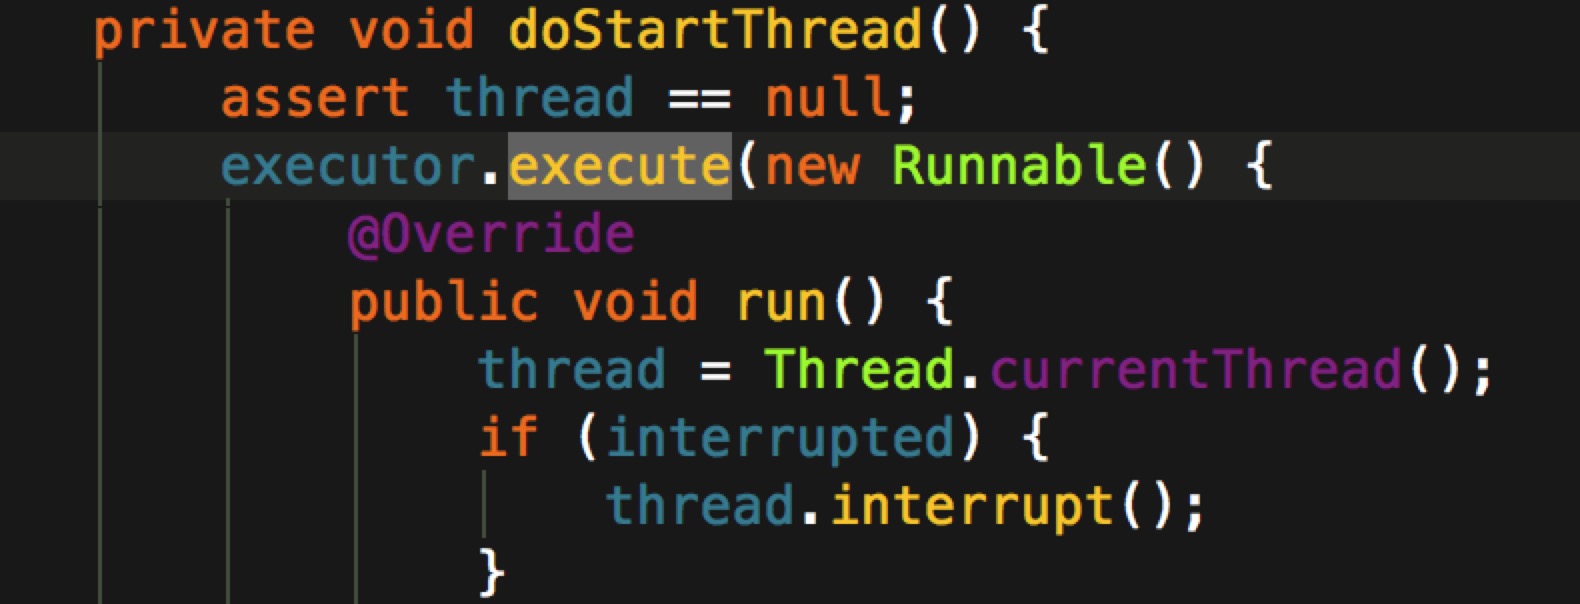 private void doStartThread() {
assert thread == null;
executor.execute(new Runnable() {
@Override
public void run() {
thread = Thread.currentThread();
if (interrupted) {
thread.interrupt();
}